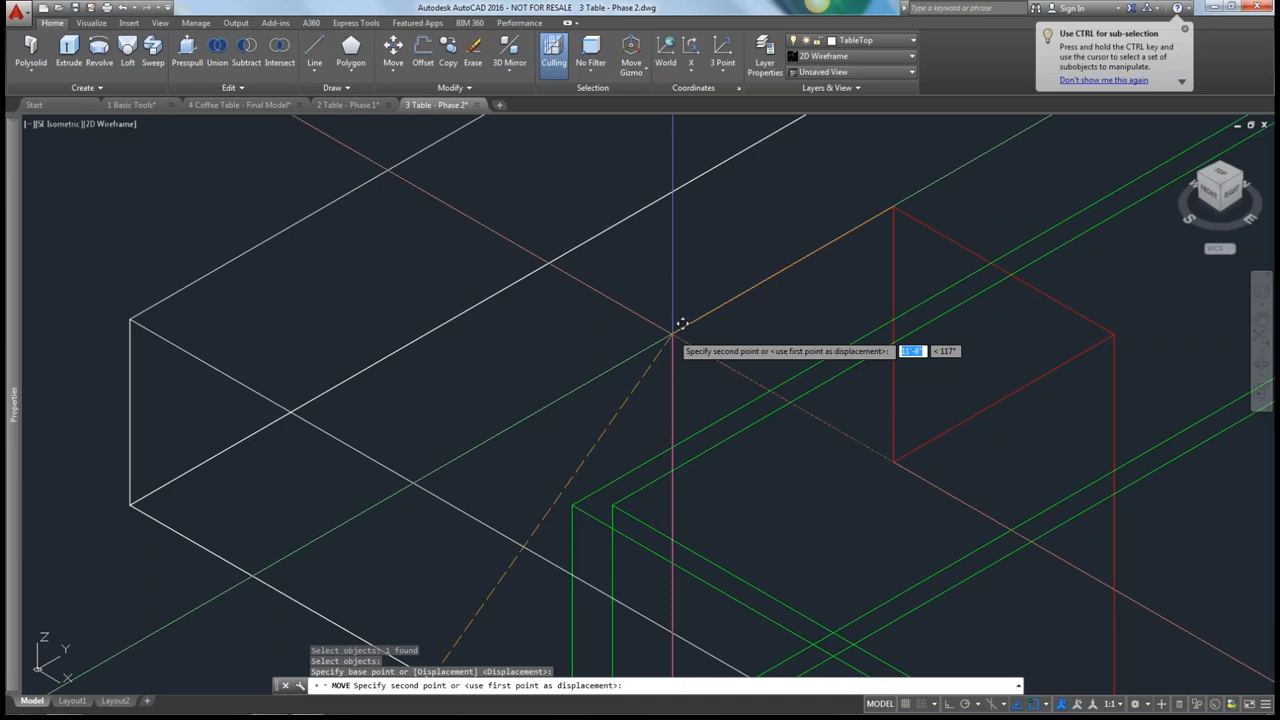 Autodesk AutoCAD 2016 - NOT FOR RESALE 3 Table - Phase 2.dwg
Type a keyword or phrase
Sign In
Home Visualize Insert View Manage Output Add-ins A360 Express Tools Featured Apps BIM 360 Performance
Polysolid Extrude Revolve Loft Sweep Presspull Union Subtract Intersect Line Polygon Move Offset Copy Erase 3D Mirror Culling No Filter Move Gizmo World X 3 Point Layer Properties
TableTop
2D Wireframe
Unsaved View
Create Edit Draw Modify Selection Coordinates Layers & View
Use CTRL for sub-selection
Press and hold the CTRL key and
use the cursor to select a set of
subobjects to manipulate.
Don't show me this again
Start 1 Basic Tools* 4 Coffee Table - Final Model* 2 Table - Phase 1* 3 Table - Phase 2*
[−][SE Isometric][2D Wireframe]
TOP
FRONT RIGHT
S E
WCS
Specify second point or <use first point as displacement>: 11'-8" < 117°
Properties
Z
Y
X
Select objects: 1 found
Select objects:
Specify base point or [Displacement] <Displacement>:
MOVE Specify second point or <use first point as displacement>:
Model Layout1 Layout2
MODEL 1:1